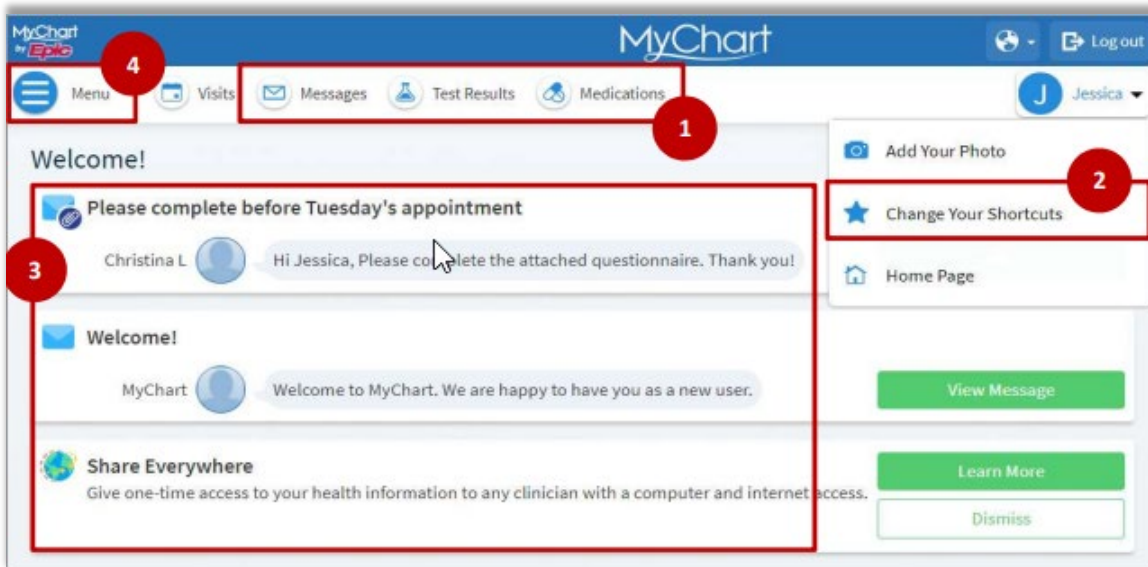 MyChart
by Epic
MyChart
Log out
4
Menu
Visits
Messages
Test Results
Medications
J
Jessica
1
Welcome!
Add Your Photo
2
Change Your Shortcuts
Home Page
3
Please complete before Tuesday's appointment
Christina L
Hi Jessica, Please complete the attached questionnaire. Thank you!
Welcome!
MyChart
Welcome to MyChart. We are happy to have you as a new user.
View Message
Share Everywhere
Give one-time access to your health information to any clinician with a computer and internet access.
Learn More
Dismiss